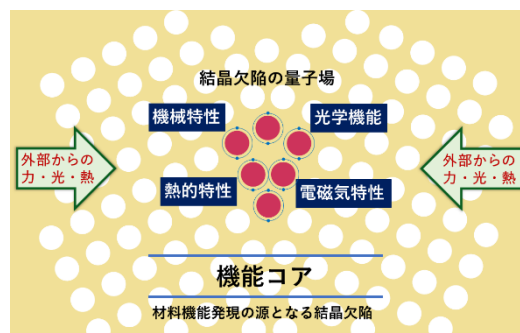 結晶欠陥の量子場
機械特性
光学機能
外部からの
力・光・熱
外部からの
力・光・熱
熱的特性
電磁気特性
機能コア
材料機能発現の源となる結晶欠陥